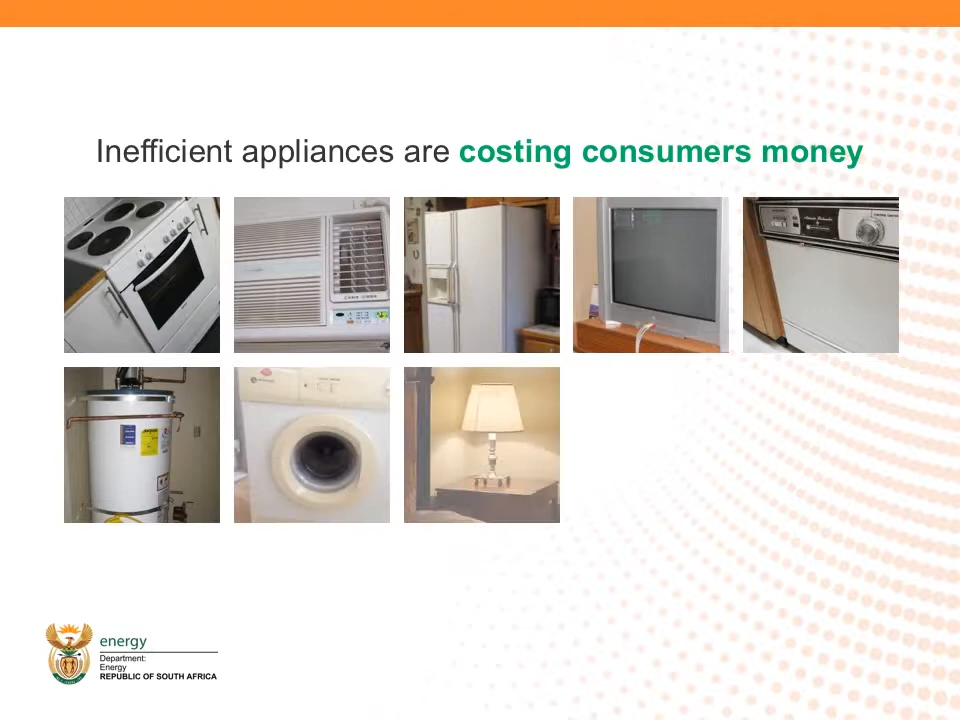 Inefficient appliances are costing consumers money
energy
Department:
Energy
REPUBLIC OF SOUTH AFRICA